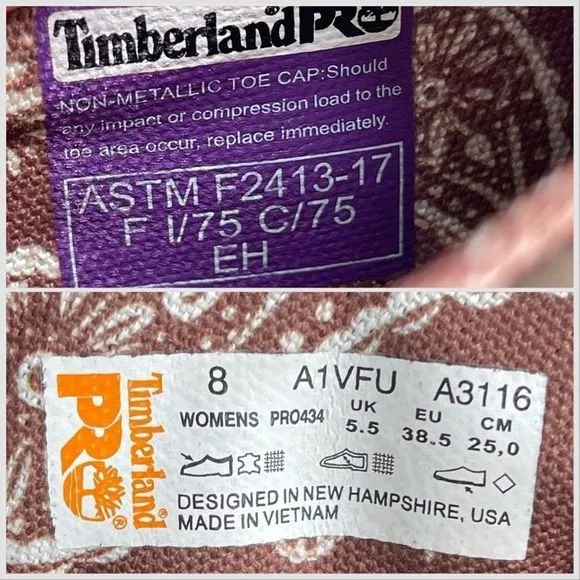 Timberland PRO ®
NON-METALLIC TOE CAP:Should
any impact or compression load to the
toe area occur, replace immediately.
ASTM F2413-17
F I/75 C/75
EH
Timberland ®
PRO ®
8 A1VFU A3116
WOMENS PRO434 UK EU CM
5.5 38.5 25,0
DESIGNED IN NEW HAMPSHIRE, USA
MADE IN VIETNAM